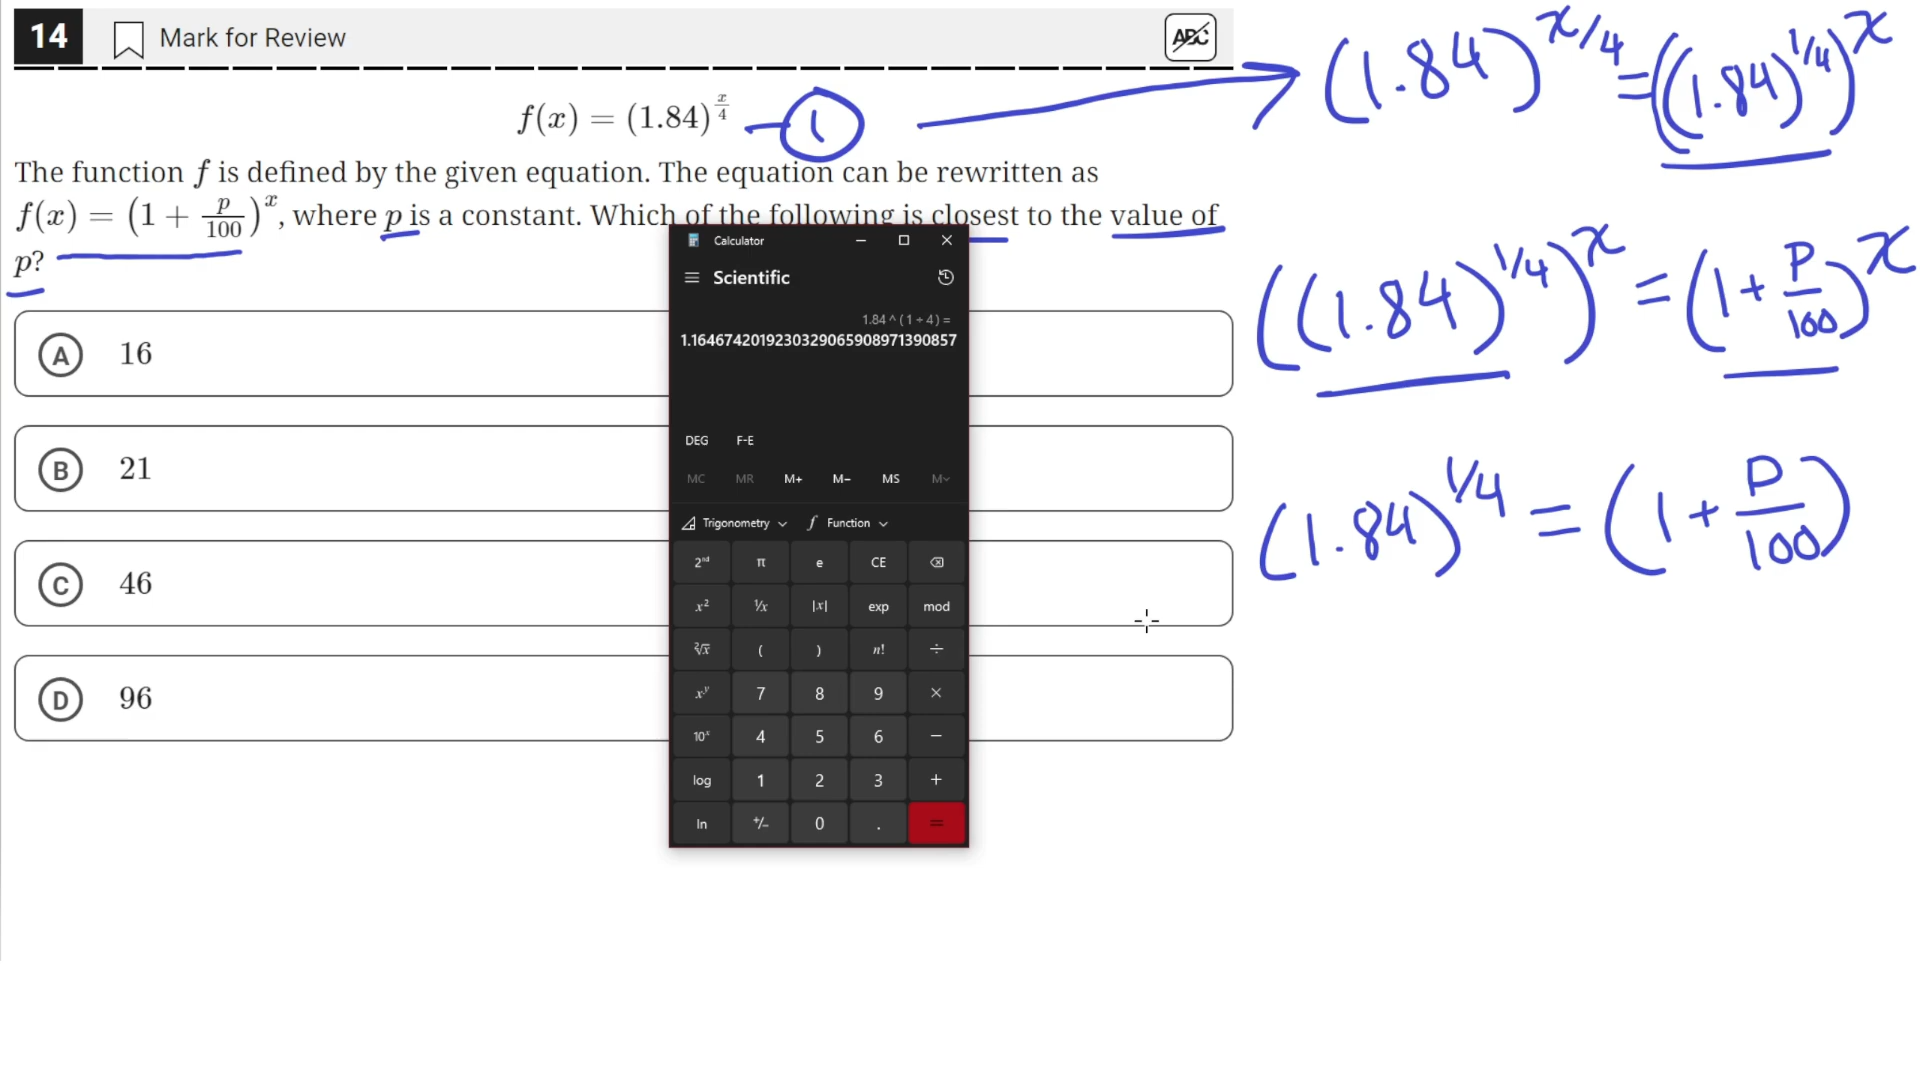 14 Mark for Review ABC
f(x) = (1.84)^{x/4} – 1
(1.84)^{x/4} = ((1.84)^{1/4})^x
The function f is defined by the given equation. The equation can be rewritten as
f(x) = (1 + p/100)^x, where p is a constant. Which of the following is closest to the value of
p?
((1.84)^{1/4})^x = (1 + P/100)^x
(1.84)^{1/4} = (1 + P/100)
A 16
B 21
C 46
D 96
Calculator
Scientific
1.84 ^ ( 1 ÷ 4 ) =
1.1646742019230329065908971390857
DEG F-E
MC MR M+ M− MS M˅
Trigonometry f Function
2ⁿᵈ π e CE
x² ¹/x |x| exp mod
²√x ( ) n! ÷
xʸ 7 8 9 ×
10ˣ 4 5 6 −
log 1 2 3 +
ln +/− 0 . =